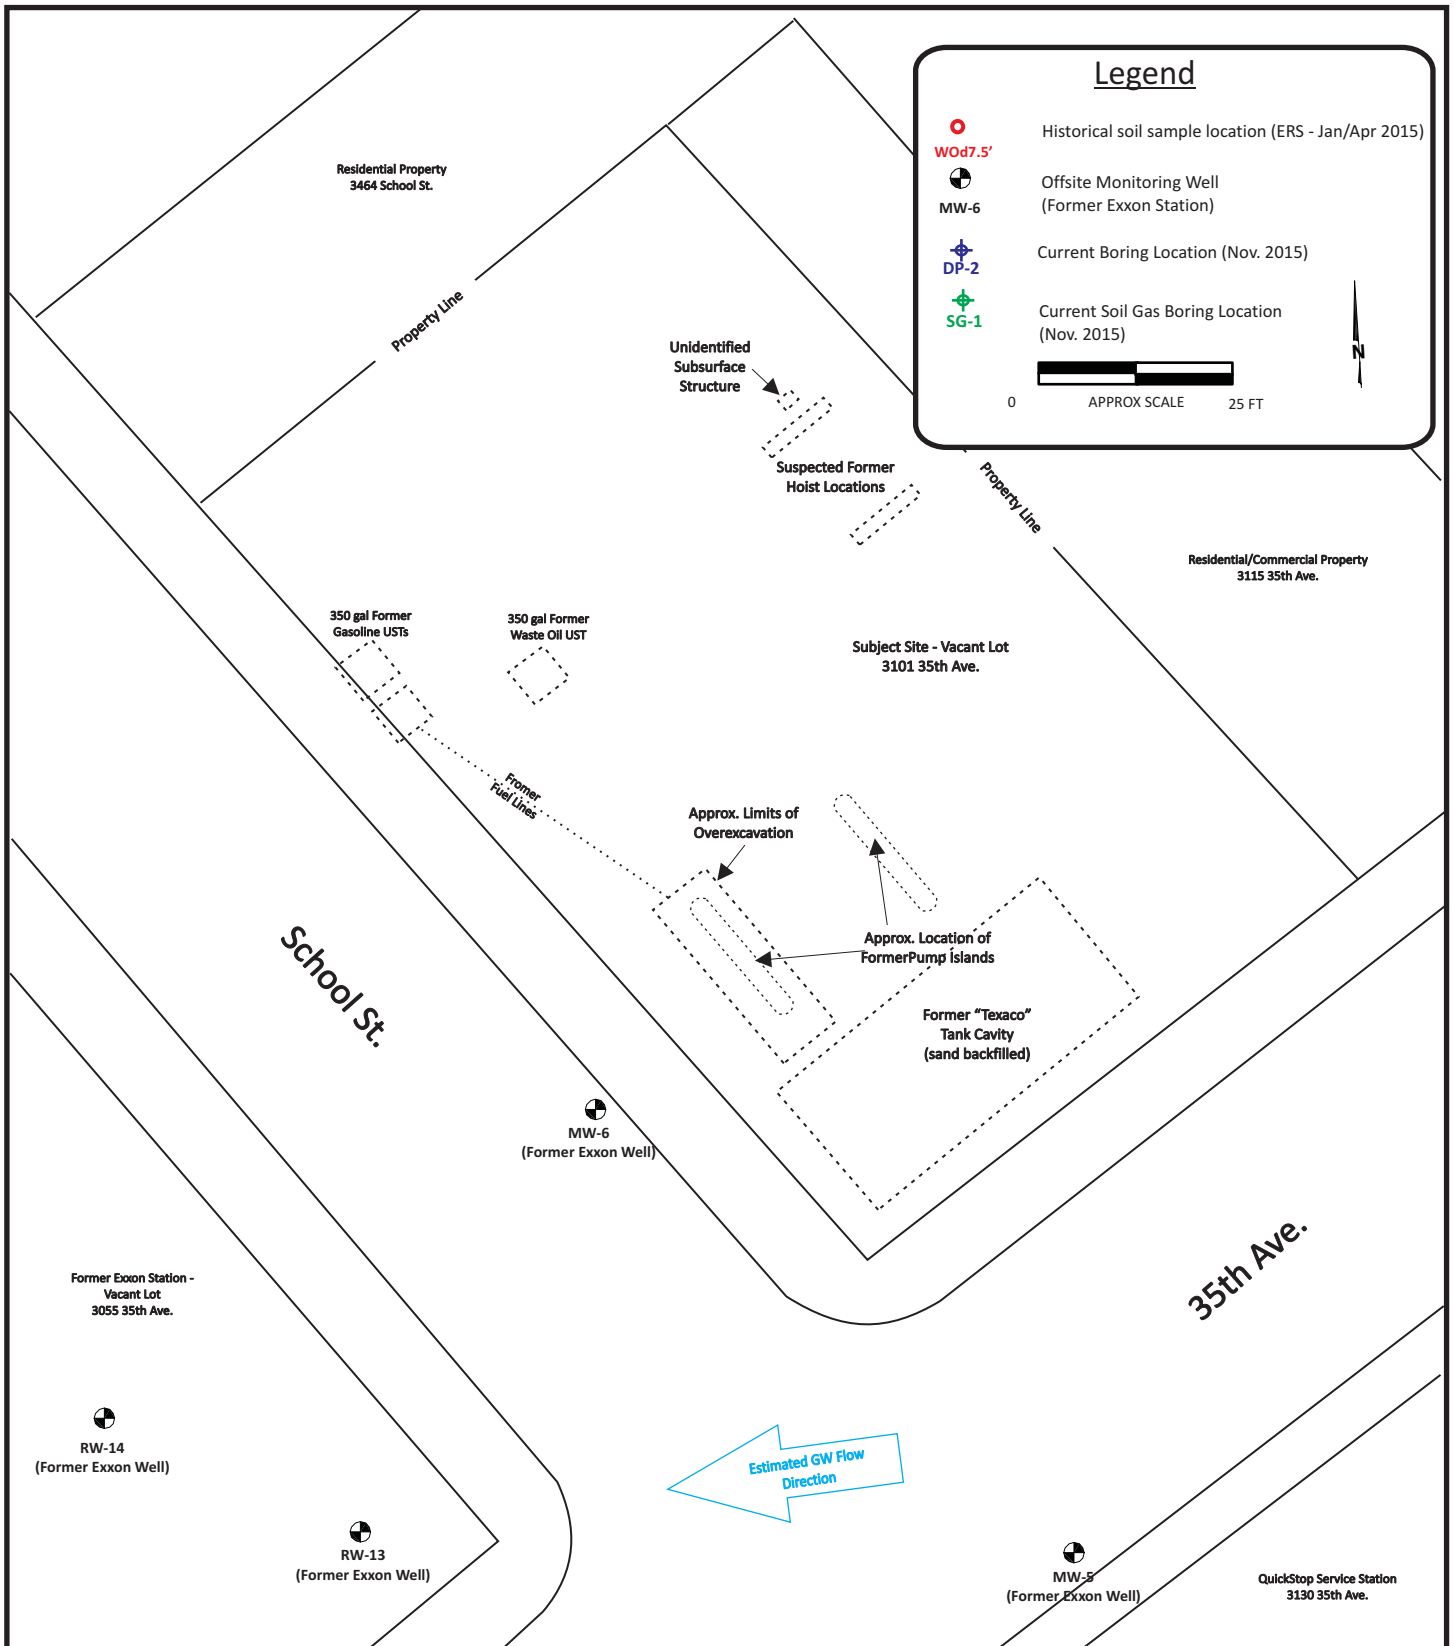 Legend
Historical soil sample location (ERS - Jan/Apr 2015)
WOd7.5'
Offsite Monitoring Well
(Former Exxon Station)
MW-6
Current Boring Location (Nov. 2015)
DP-2
Current Soil Gas Boring Location
(Nov. 2015)
SG-1
N
0
APPROX SCALE
25 FT
Residential Property
3464 School St.
Property Line
Unidentified
Subsurface
Structure
Suspected Former
Hoist Locations
Property Line
Residential/Commercial Property
3115 35th Ave.
350 gal Former
Gasoline USTs
350 gal Former
Waste Oil UST
Subject Site - Vacant Lot
3101 35th Ave.
Fromer
Fuel Lines
Approx. Limits of
Overexcavation
Approx. Location of
FormerPump Islands
School St.
Former “Texaco”
Tank Cavity
(sand backfilled)
MW-6
(Former Exxon Well)
35th Ave.
Former Exxon Station -
Vacant Lot
3055 35th Ave.
RW-14
(Former Exxon Well)
Estimated GW Flow
Direction
RW-13
(Former Exxon Well)
MW-5
(Former Exxon Well)
QuickStop Service Station
3130 35th Ave.